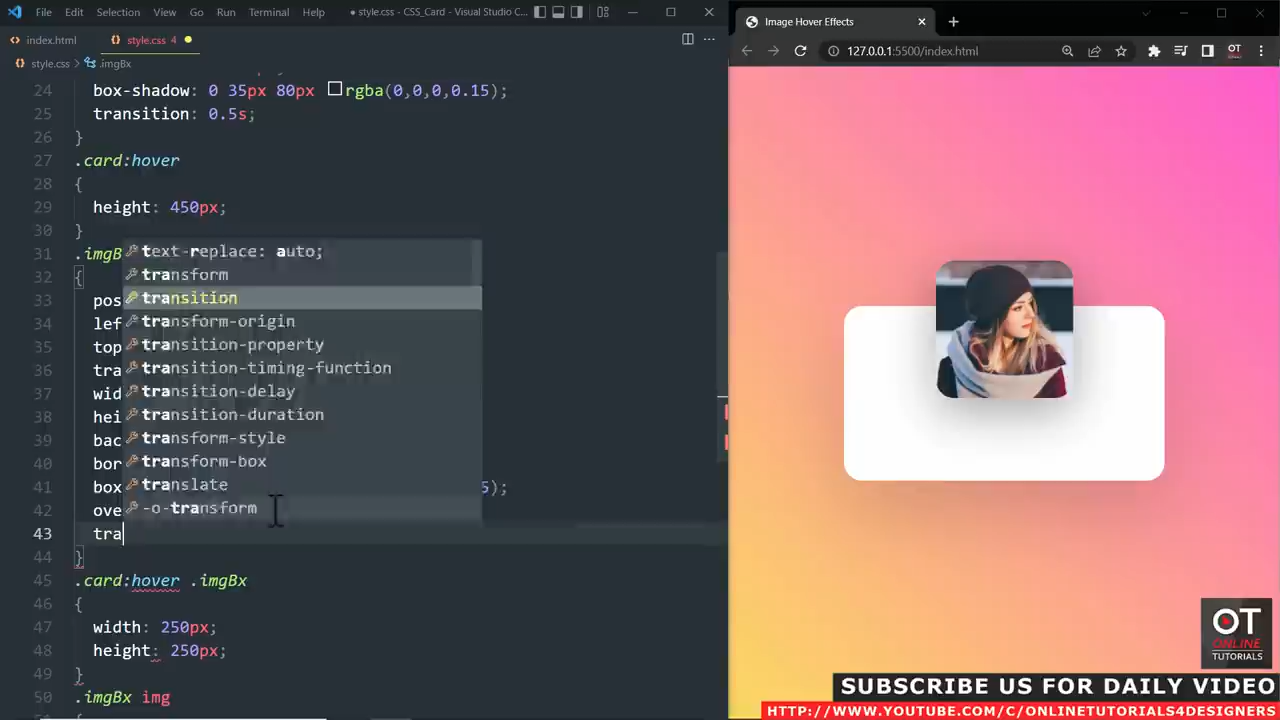 File Edit Selection View Go Run Terminal Help ● style.css - CSS_Card - Visual Studio C...
index.html
style.css 4
style.css > .imgBx
24 box-shadow: 0 35px 80px rgba(0,0,0,0.15);
25 transition: 0.5s;
26 }
27 .card:hover
28 {
29 height: 450px;
30 }
31 .imgB
32 {
33 pos
34 lef
35 top
36 tra
37 wid
38 hei
39 bac
40 bor
41 box 5);
42 ove
43 tra
44 }
45 .card:hover .imgBx
46 {
47 width: 250px;
48 height: 250px;
49 }
50 .imgBx img
text-replace: auto;
transform
transition
transform-origin
transition-property
transition-timing-function
transition-delay
transition-duration
transform-style
transform-box
translate
-o-transform
Image Hover Effects
127.0.0.1:5500/index.html
OT
OT
ONLINE
TUTORIALS
SUBSCRIBE US FOR DAILY VIDEO
HTTP://WWW.YOUTUBE.COM/C/ONLINETUTORIALS4DESIGNERS